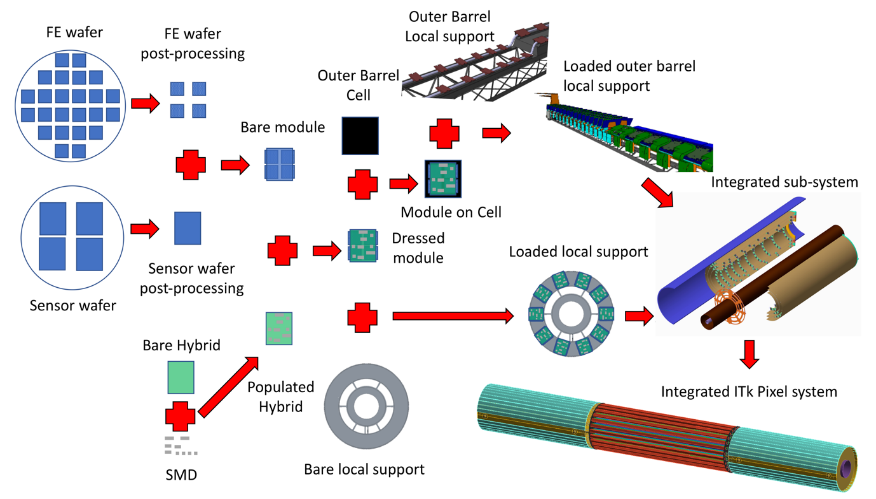 FE wafer
FE wafer
post-processing
Outer Barrel
Local support
Outer Barrel
Cell
Loaded outer barrel
local support
Bare module
Integrated sub-system
Module on Cell
Dressed
module
Loaded local support
Sensor wafer
Sensor wafer
post-processing
Bare Hybrid
Populated
Hybrid
Integrated ITk Pixel system
Bare local support
SMD